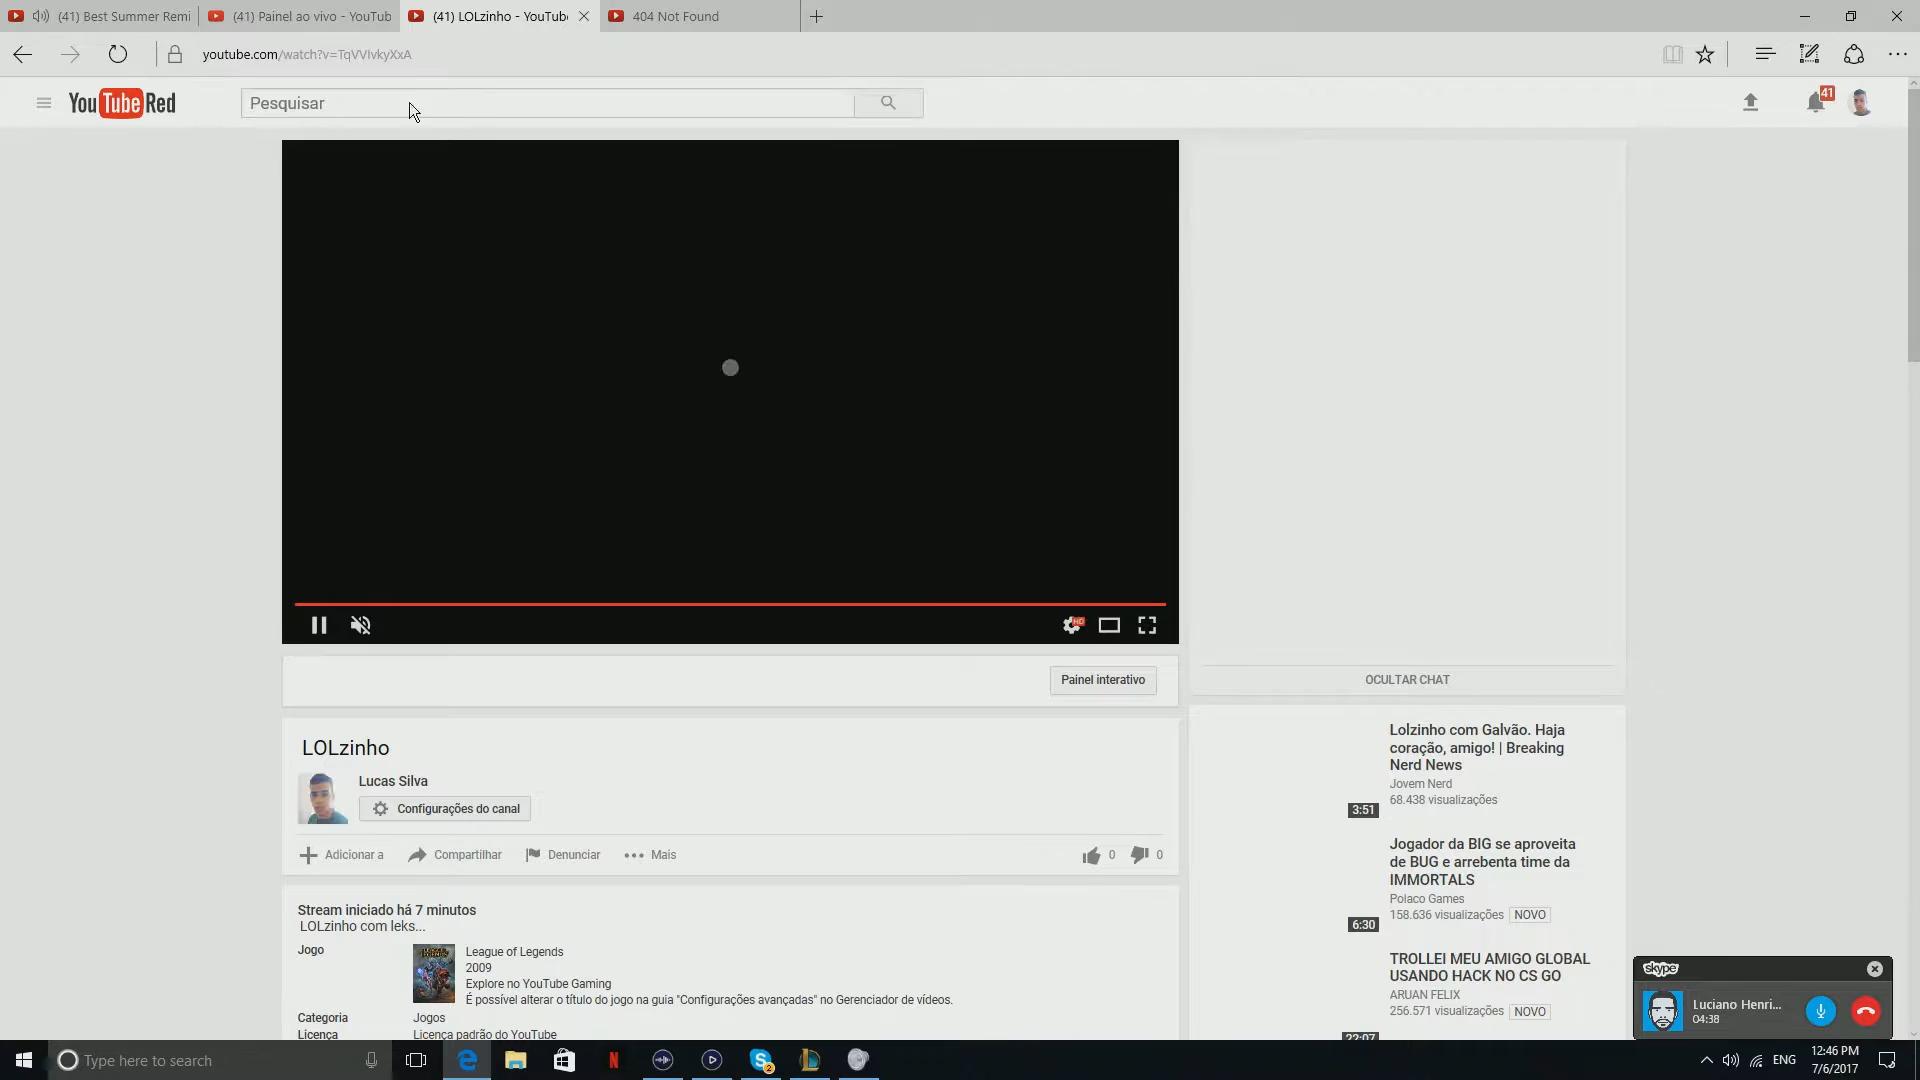 (41) Best Summer Remi
(41) Painel ao vivo - YouTub
(41) LOLzinho - YouTube
404 Not Found
youtube.com/watch?v=TqVVIvkyXxA
YouTube Red
Pesquisar
41
HD
Painel interativo
OCULTAR CHAT
LOLzinho
Lucas Silva
Configurações do canal
Adicionar a
Compartilhar
Denunciar
Mais
0
0
Stream iniciado há 7 minutos
LOLzinho com leks...
Jogo
League of Legends
2009
Explore no YouTube Gaming
É possível alterar o título do jogo na guia "Configurações avançadas" no Gerenciador de vídeos.
Categoria
Jogos
Licença
Licença padrão do YouTube
Lolzinho com Galvão. Haja
coração, amigo! | Breaking
Nerd News
Jovem Nerd
68.438 visualizações
3:51
Jogador da BIG se aproveita
de BUG e arrebenta time da
IMMORTALS
Polaco Games
158.636 visualizações
NOVO
6:30
TROLLEI MEU AMIGO GLOBAL
USANDO HACK NO CS GO
ARUAN FELIX
256.571 visualizações
NOVO
22:07
skype
Luciano Henri...
04:38
Type here to search
N
S
2
ENG
12:46 PM
7/6/2017